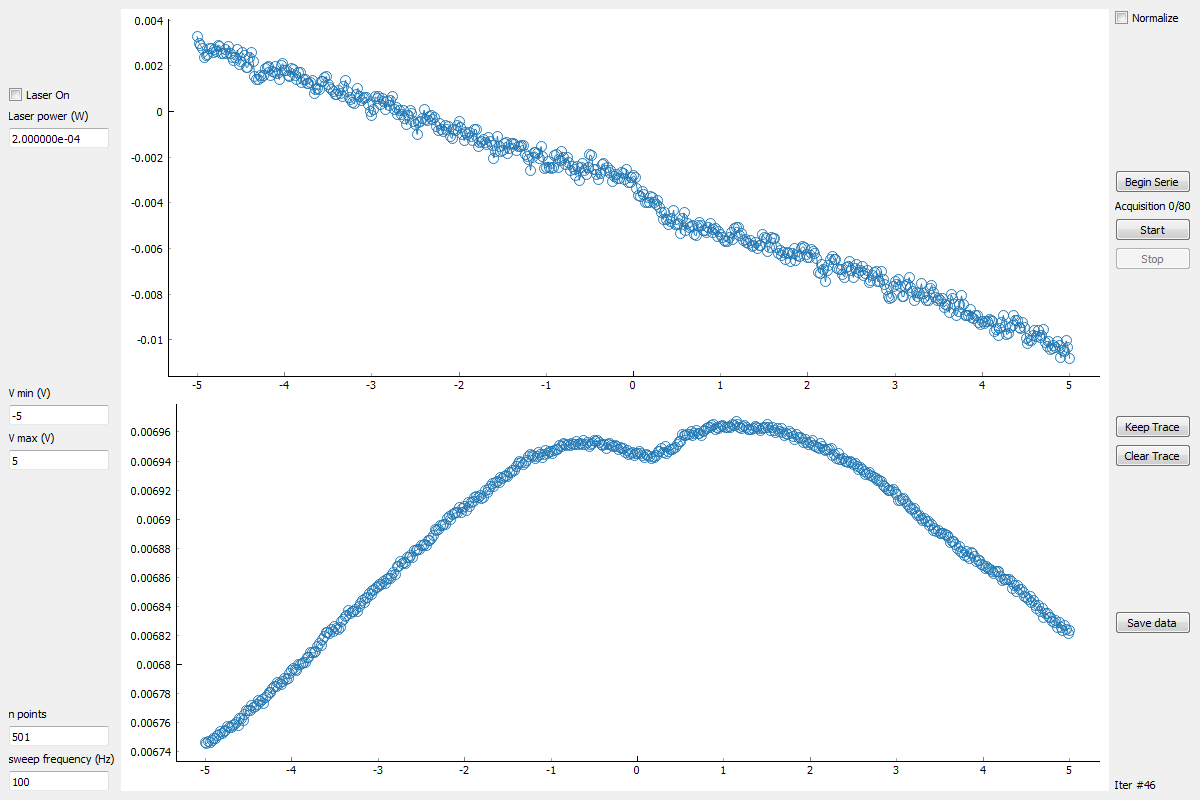 Laser On
Laser power (W)
2.000000e-04
V min (V)
-5
V max (V)
5
n points
501
sweep frequency (Hz)
100
0.004
0.002
0
-0.002
-0.004
-0.006
-0.008
-0.01
-5 -4 -3 -2 -1 0 1 2 3 4 5
0.00696
0.00694
0.00692
0.0069
0.00688
0.00686
0.00684
0.00682
0.0068
0.00678
0.00676
0.00674
-5 -4 -3 -2 -1 0 1 2 3 4 5
Normalize
Begin Serie
Acquisition 0/80
Start
Stop
Keep Trace
Clear Trace
Save data
Iter #46